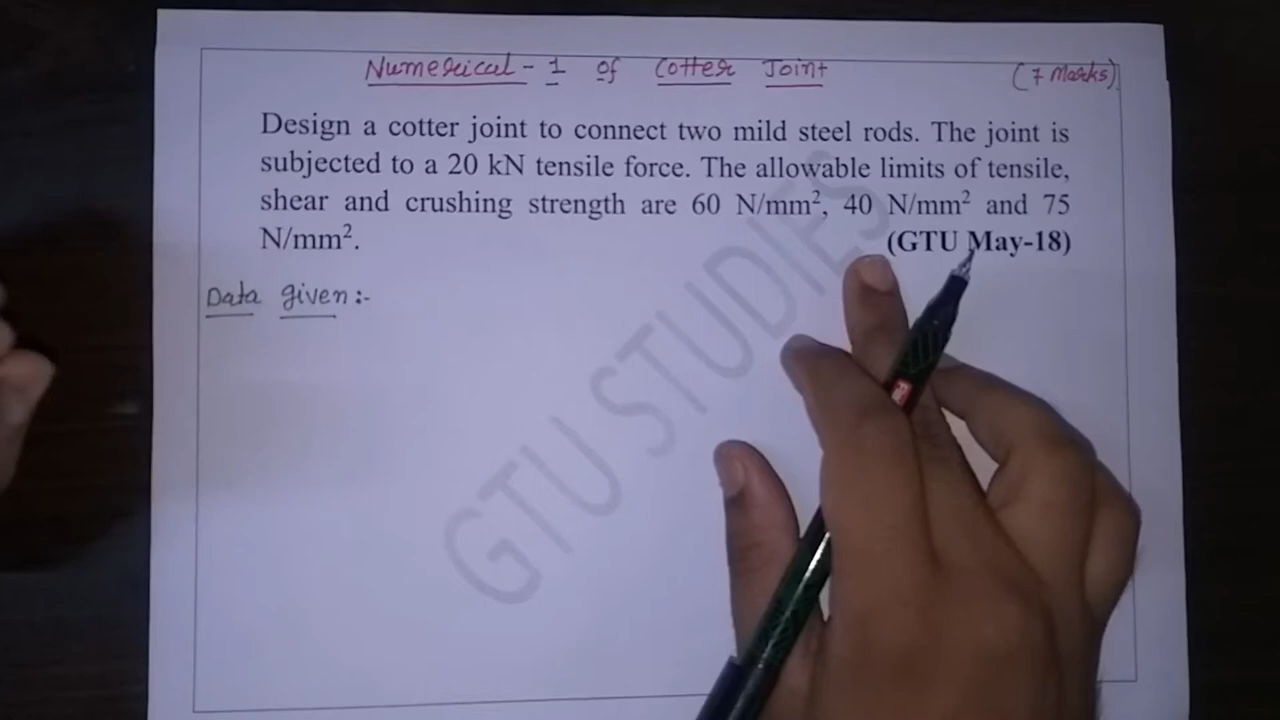 Numerical - 1 of Cotter Joint (7 Marks)
Design a cotter joint to connect two mild steel rods. The joint is
subjected to a 20 kN tensile force. The allowable limits of tensile,
shear and crushing strength are 60 N/mm², 40 N/mm² and 75
N/mm².
(GTU May-18)
Data given:-
GTU STUDIES